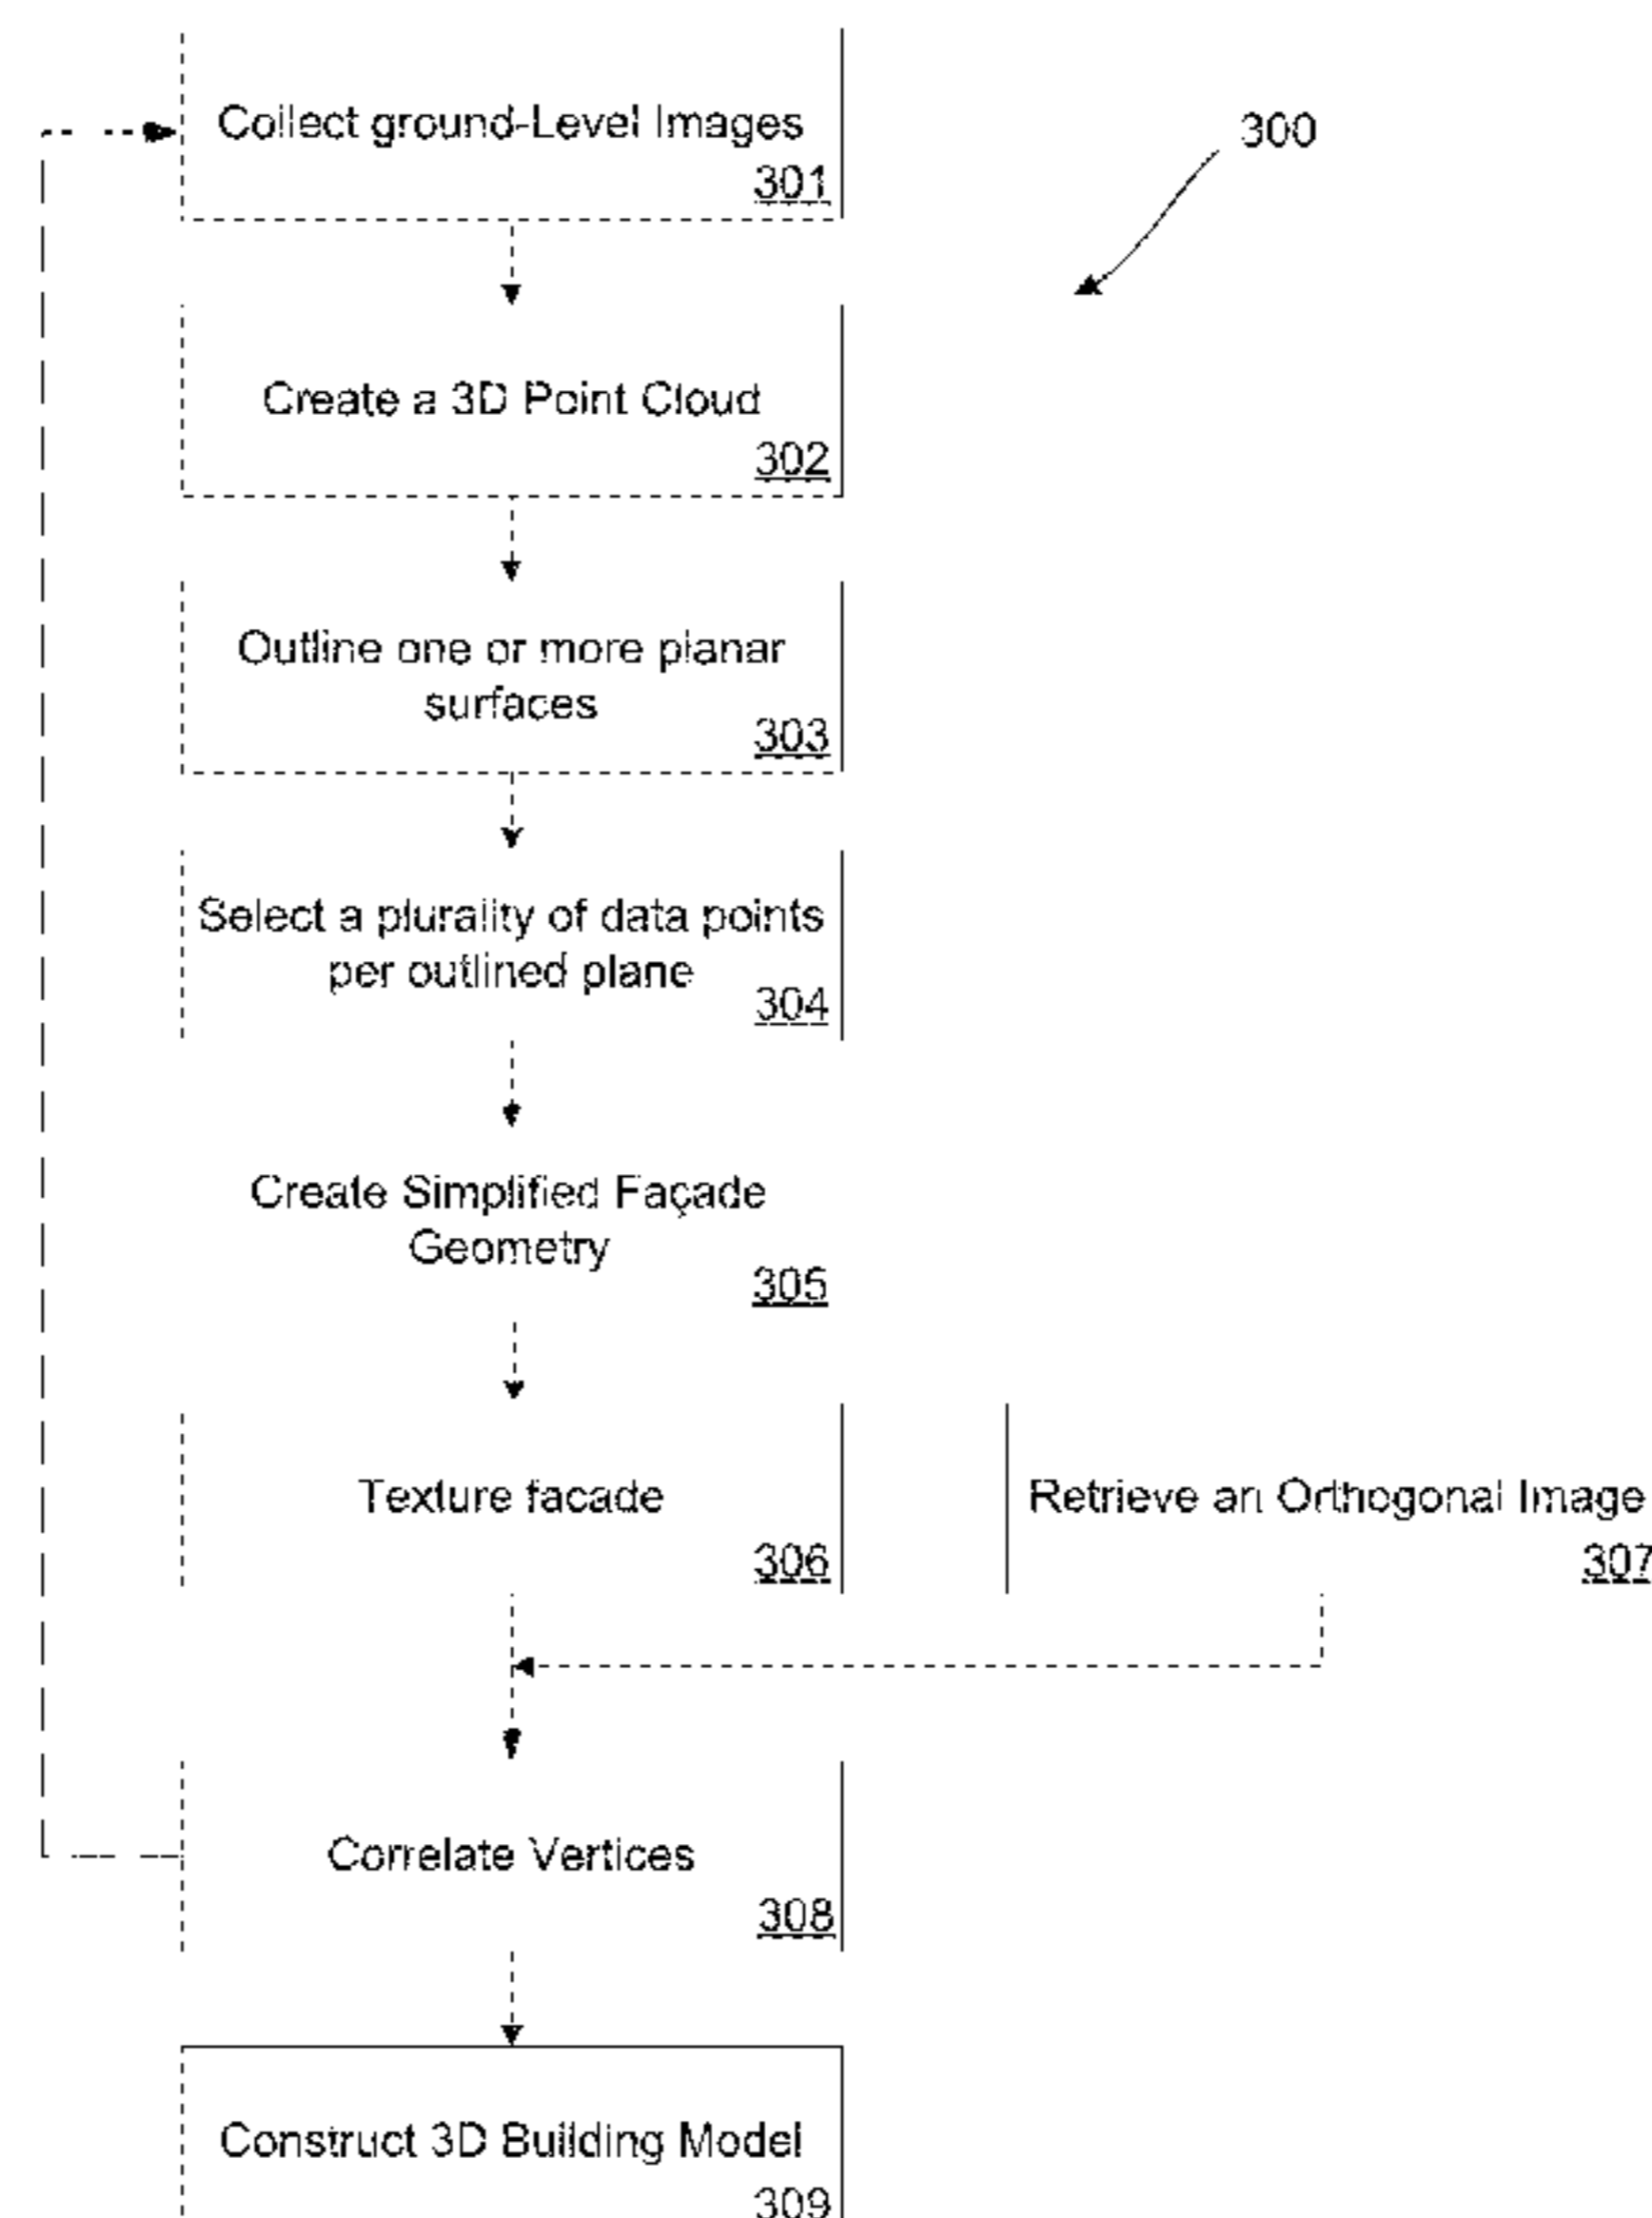 Collect ground-Level Images
301
300
Create a 3D Point Cloud
302
Outline one or more planar
surfaces
303
Select a plurality of data points
per outlined plane
304
Create Simplified Façade
Geometry
305
Texture facade
306
Retrieve an Orthogonal Image
307
Correlate Vertices
308
Construct 3D Building Model
309